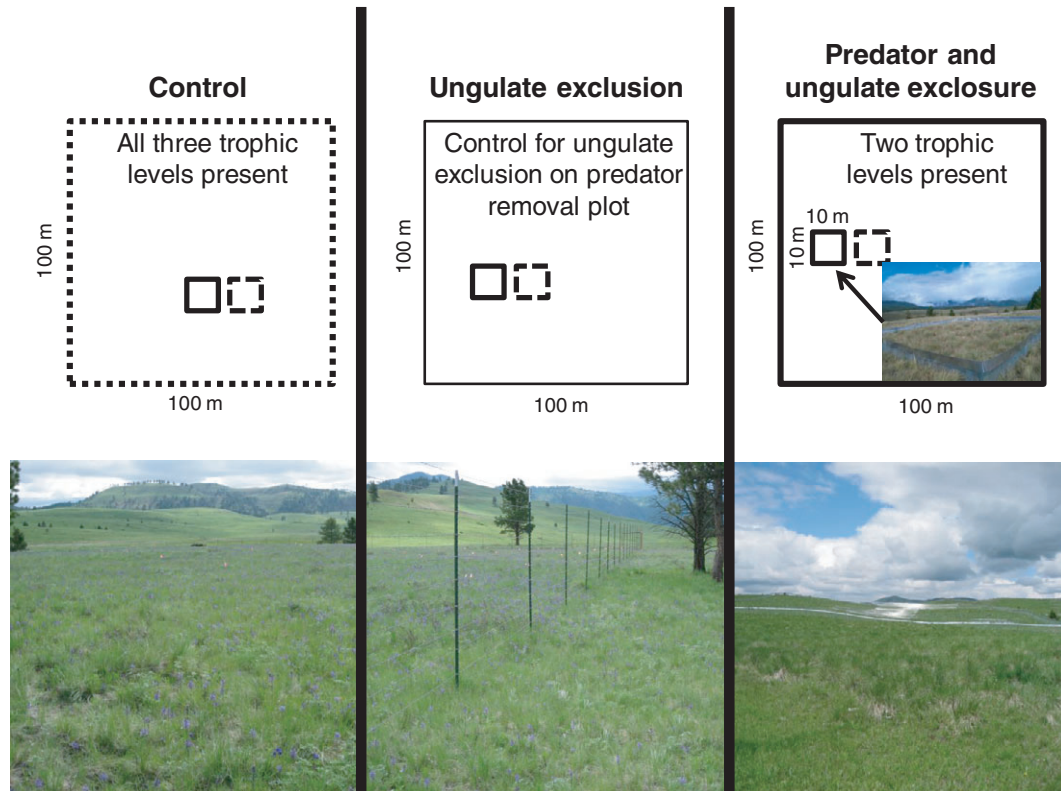 Control
All three trophic
levels present
100 m
100 m
Ungulate exclusion
Control for ungulate
exclusion on predator
removal plot
100 m
100 m
Predator and
ungulate exclosure
Two trophic
levels present
10 m
10 m
100 m
100 m